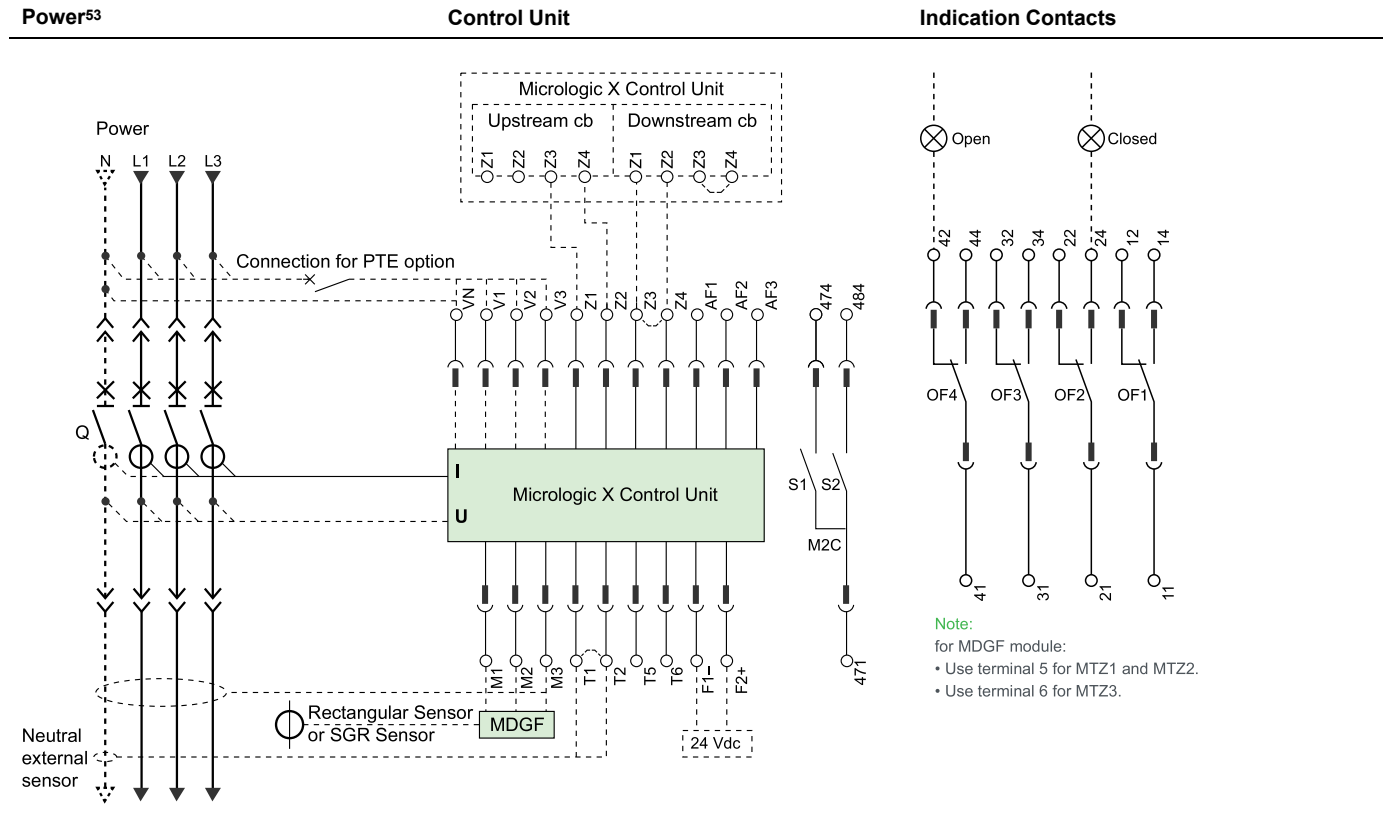 Power53
Control Unit
Indication Contacts
Micrologic X Control Unit
Upstream cb
Downstream cb
Z1
Z2
Z3
Z4
Z1
Z2
Z3
Z4
Power
N
L1
L2
L3
Open
Closed
Connection for PTE option
VN
V1
V2
V3
Z1
Z2
Z3
Z4
AF1
AF2
AF3
474
484
42
44
32
34
22
24
12
14
OF4
OF3
OF2
OF1
Q
I
U
Micrologic X Control Unit
S1
S2
M2C
M1
M2
M3
T1
T2
T5
T6
F1−
F2+
471
41
31
21
11
Note:
for MDGF module:
• Use terminal 5 for MTZ1 and MTZ2.
• Use terminal 6 for MTZ3.
Rectangular Sensor
or SGR Sensor
MDGF
24 Vdc
Neutral
external
sensor